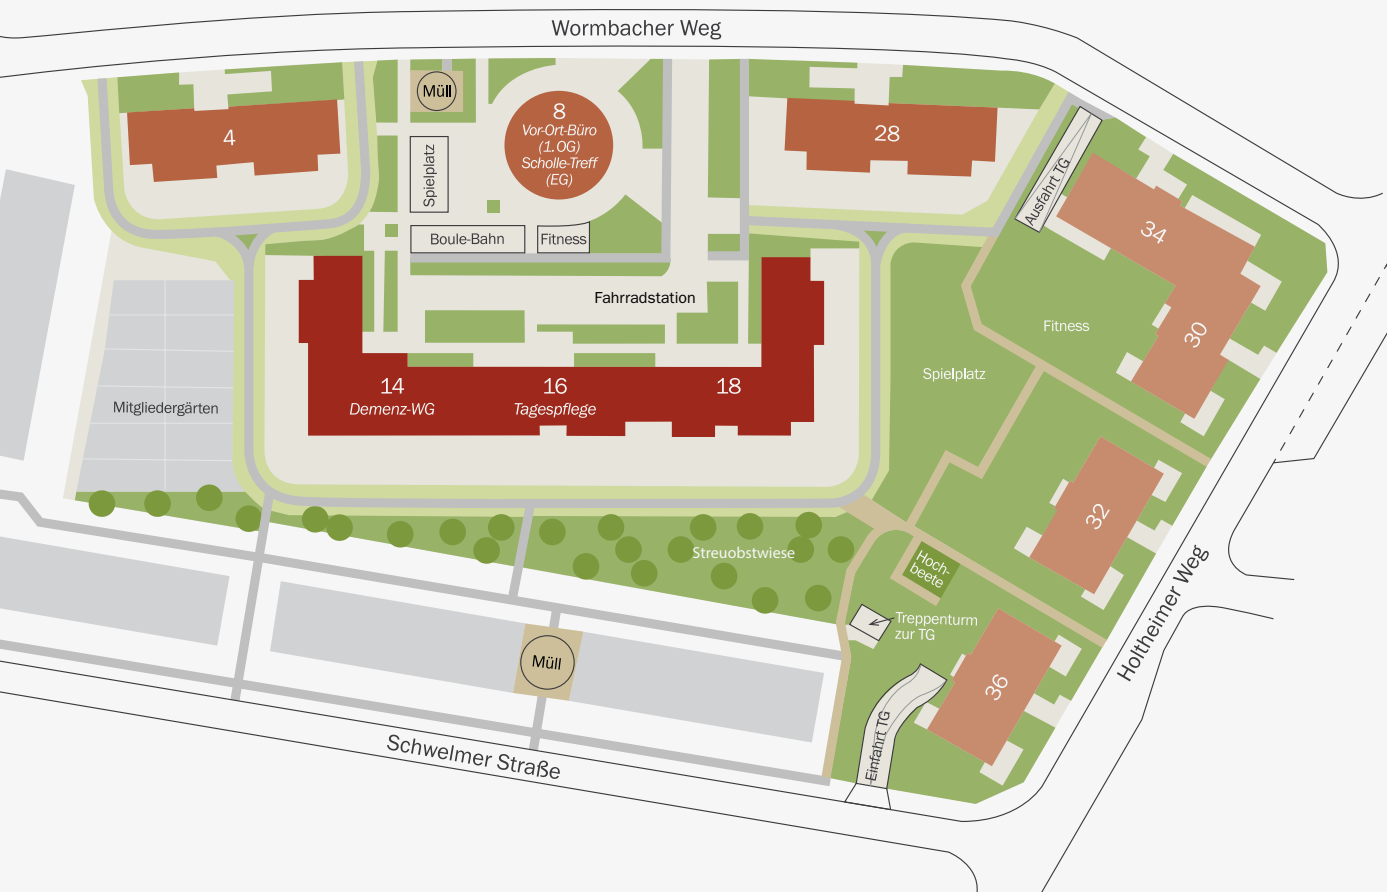 Wormbacher Weg
Müll
4
8
Vor-Ort-Büro
(1. OG)
Scholle-Treff
(EG)
28
Spielplatz
Ausfahrt TG
34
Boule-Bahn
Fitness
Fahrradstation
Fitness
30
Spielplatz
14
Demenz-WG
16
Tagespflege
18
Mitgliedergärten
32
Streuobstwiese
Hoch-
beete
Treppenturm
zur TG
Holtheimer Weg
Müll
36
Einfahrt TG
Schwelmer Straße